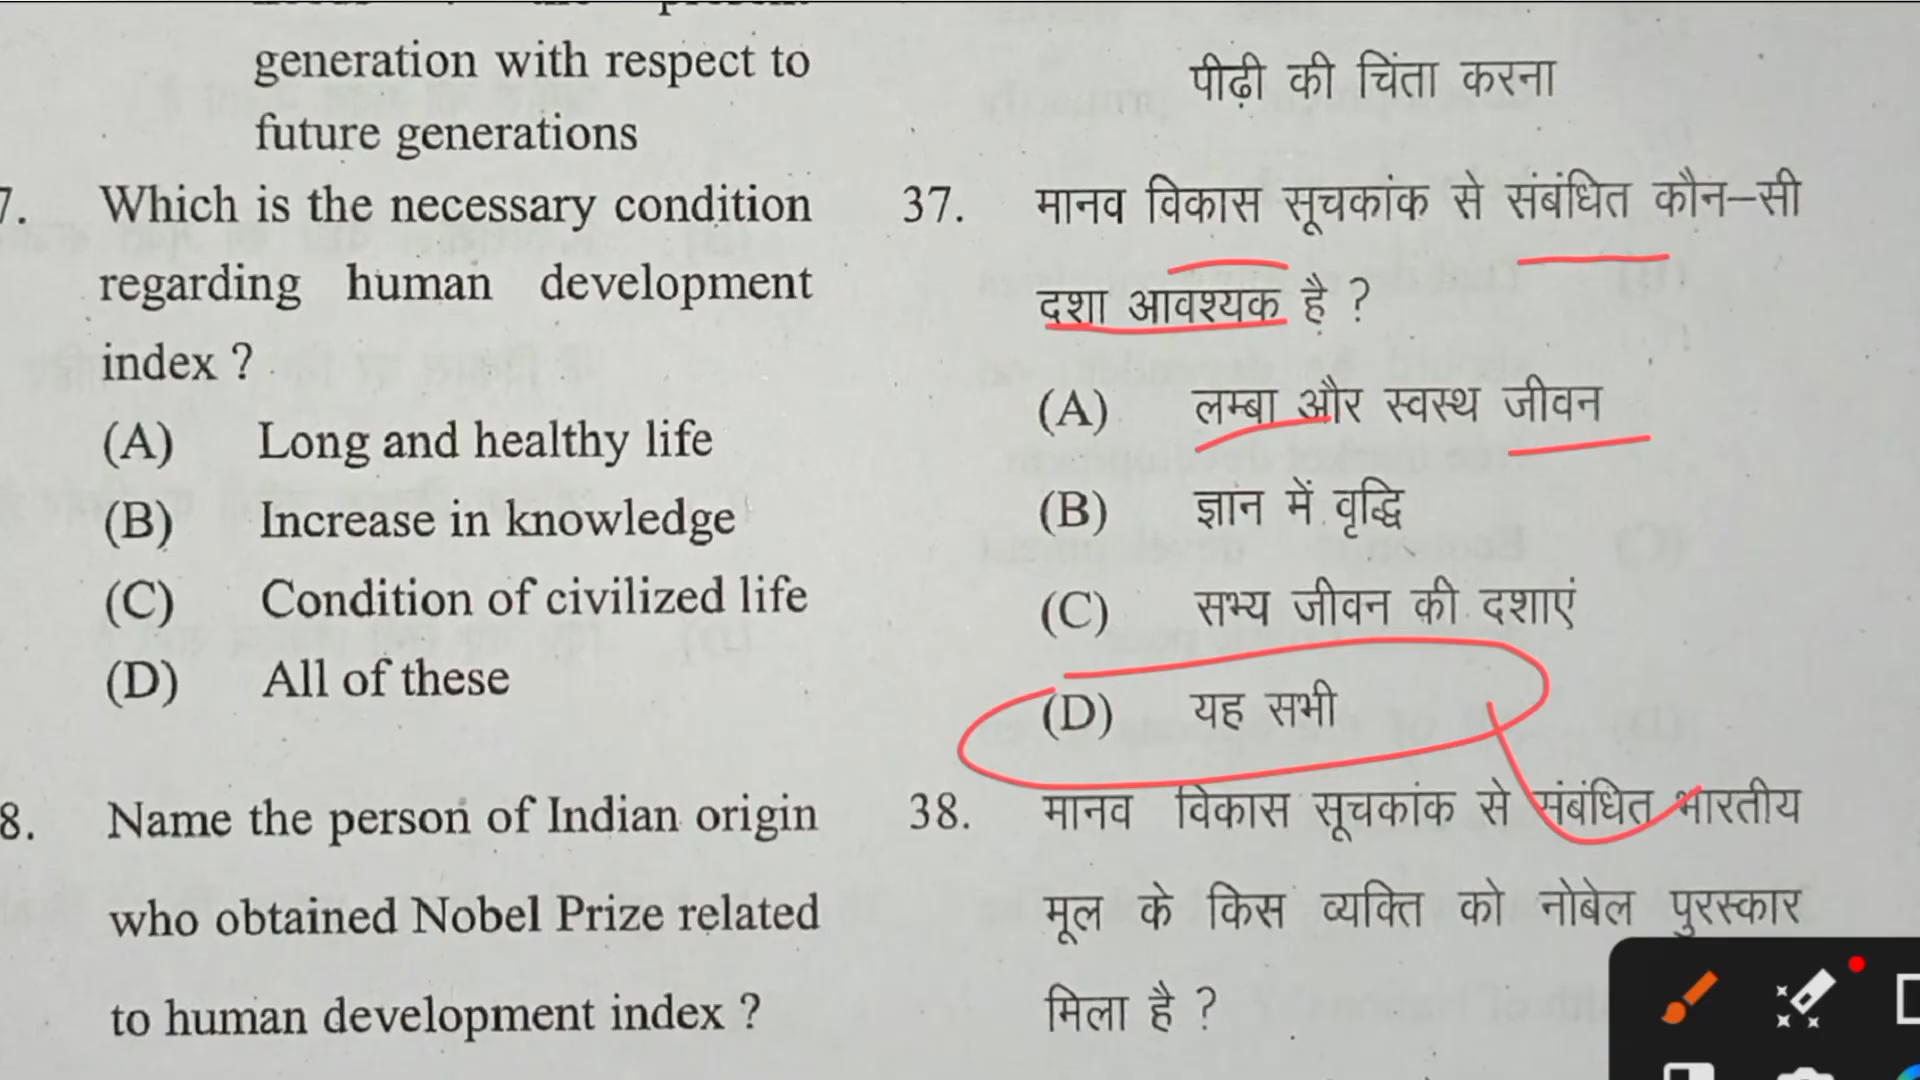 generation with respect to
future generations
7. Which is the necessary condition
regarding human development
index ?
(A) Long and healthy life
(B) Increase in knowledge
(C) Condition of civilized life
(D) All of these
8. Name the person of Indian origin
who obtained Nobel Prize related
to human development index ?
पीढ़ी की चिंता करना
37. मानव विकास सूचकांक से संबंधित कौन–सी
दशा आवश्यक है ?
(A) लम्बा और स्वस्थ जीवन
(B) ज्ञान में वृद्धि
(C) सभ्य जीवन की दशाएं
(D) यह सभी
38. मानव विकास सूचकांक से संबंधित भारतीय
मूल के किस व्यक्ति को नोबेल पुरस्कार
मिला है ?